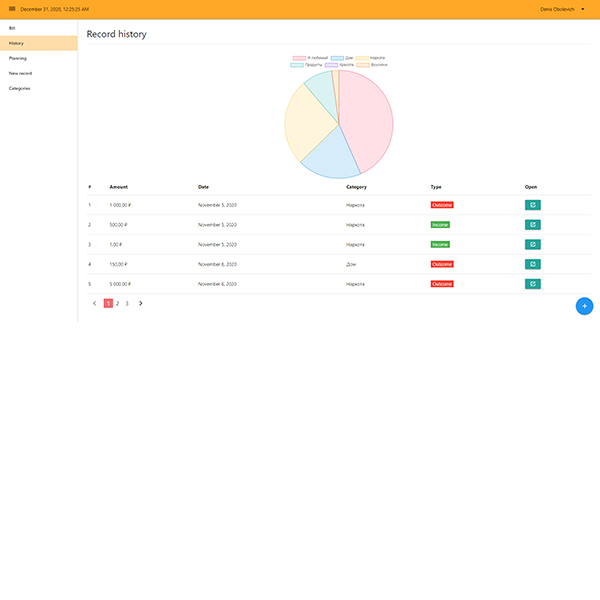 December 31, 2020, 12:25:25 AM Denis Obolevich
Bill
History
Planning
New record
Categories
Record history
Я любимый Дом Наркота
Продукты Красота
# Amount Date Category Type Open
1 1 000,00 ₽ November 5, 2020 Наркота Outcome
2 500,00 ₽ November 5, 2020 Наркота Income
3 1,00 ₽ November 5, 2020 Наркота Income
4 150,00 ₽ November 6, 2020 Дом Outcome
5 5 000,00 ₽ November 6, 2020 Наркота Outcome
1 2 3
+